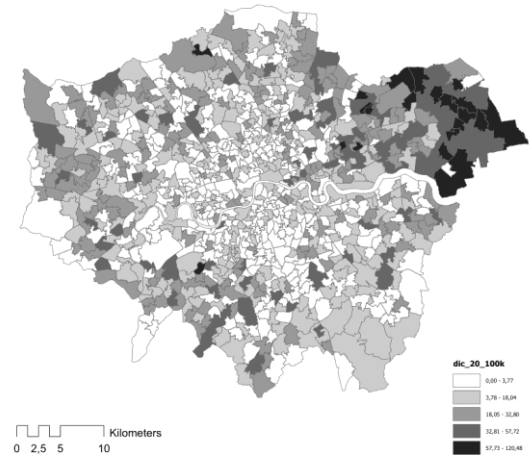 dic_20_100k
0,00 - 3,77
3,78 - 18,04
18,05 - 32,80
32,81 - 57,72
57,73 - 120,48
Kilometers
0 2,5 5 10